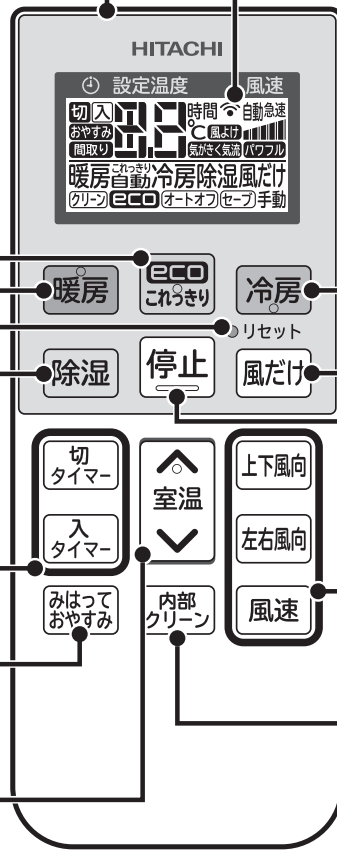 HITACHI
設定温度 風速
切 入 8.8 時間 自動 急速
おやすみ ℃ 風よけ
間取り 気がきく気流 パワフル
暖房 これっきり自動 冷房 除湿 風だけ
クリーン eco オートオフ セーブ 手動
暖房
eco
これっきり
冷房
リセット
除湿
停止
風だけ
切
タイマー
室温
上下風向
入
タイマー
左右風向
みはって
おやすみ
内部
クリーン
風速